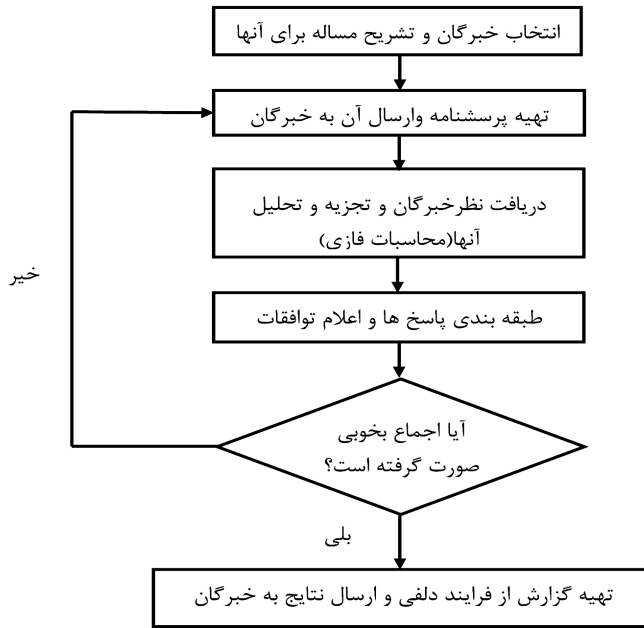 انتخاب خبرگان و تشریح مساله برای آنها
تهیه پرسشنامه وارسال آن به خبرگان
دریافت نظرخبرگان و تجزیه و تحلیل
آنها(محاسبات فازی)
خیر
طبقه بندی پاسخ ها و اعلام توافقات
آیا اجماع بخوبی
صورت گرفته است؟
بلی
تهیه گزارش از فرایند دلفی و ارسال نتایج به خبرگان